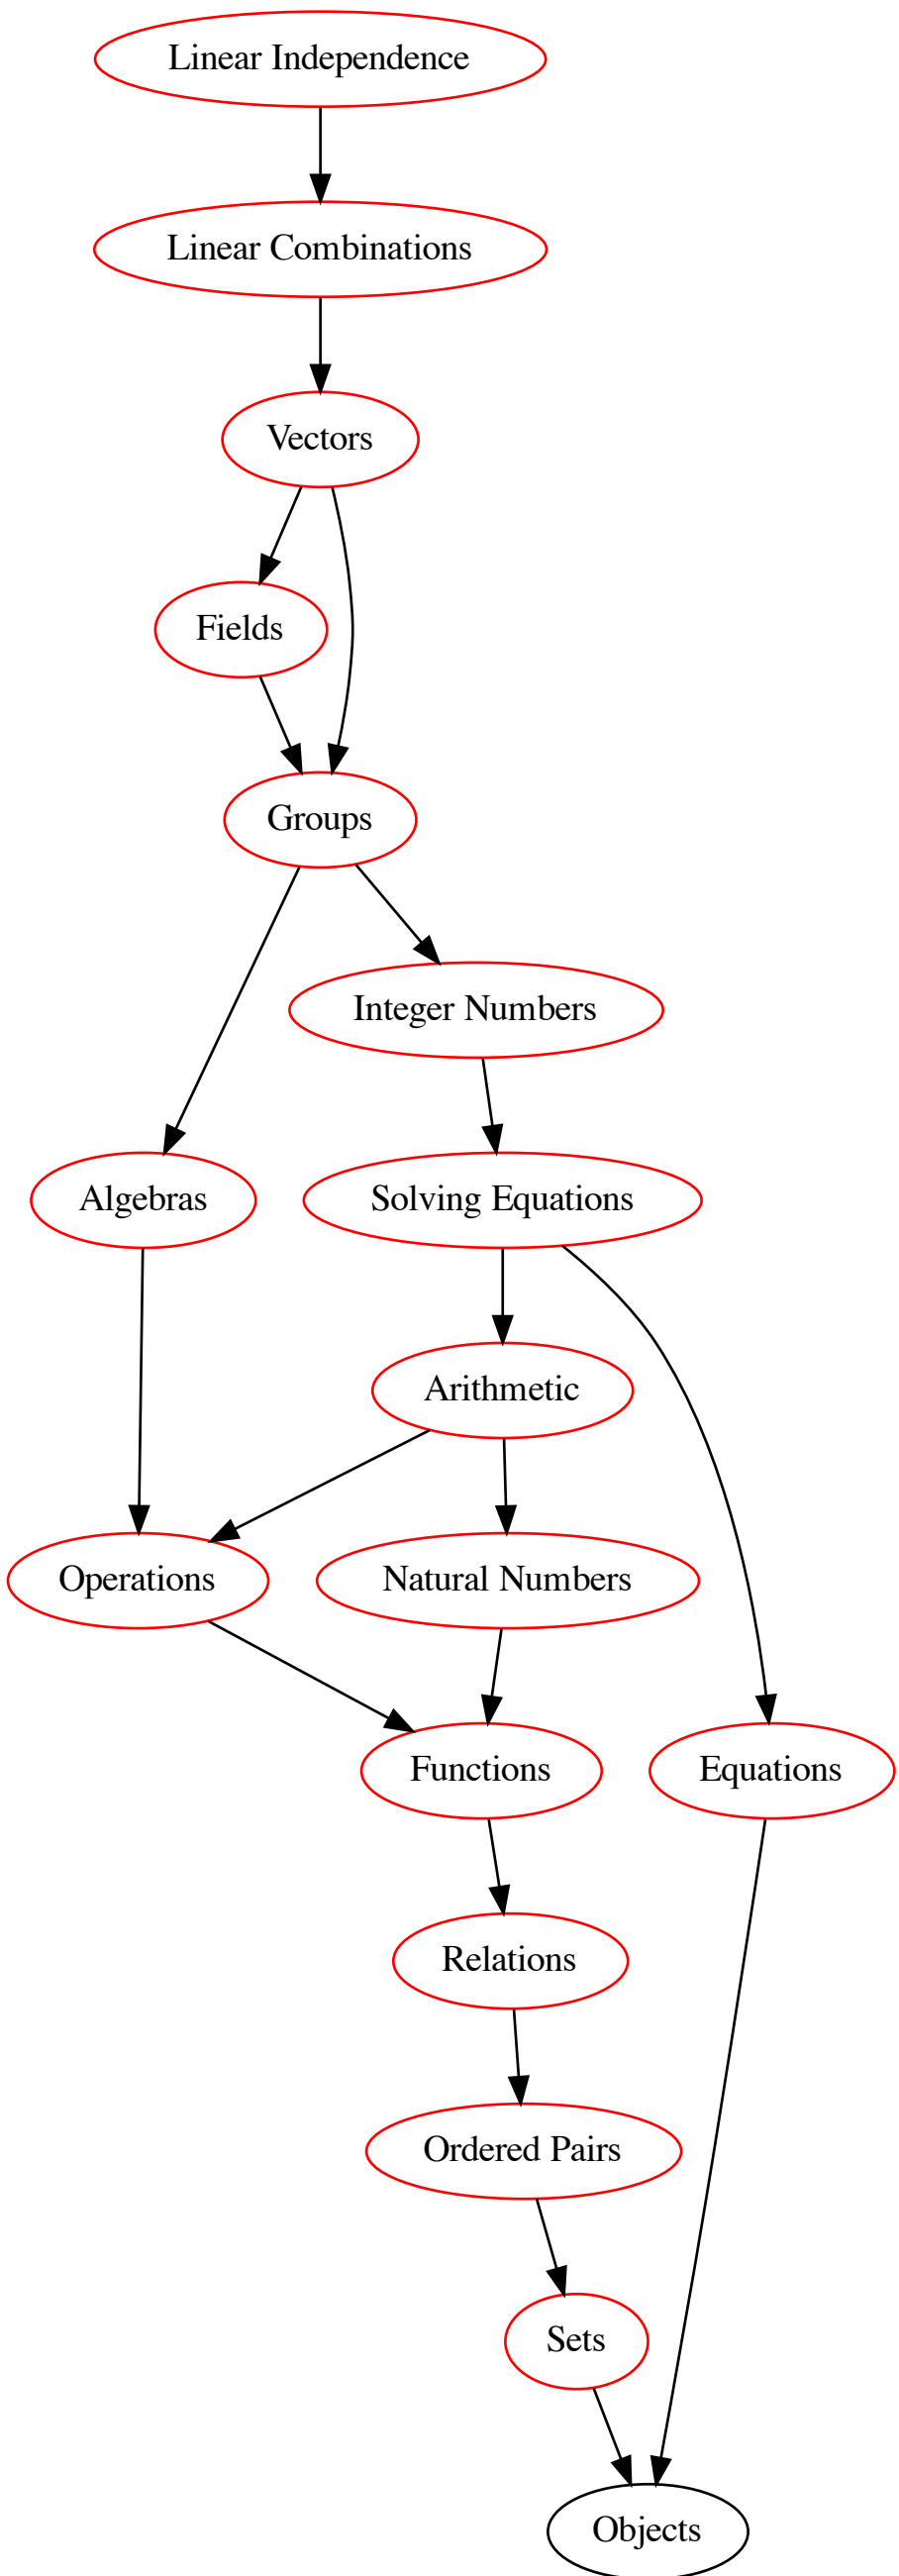 Linear Independence
Linear Combinations
Vectors
Fields
Groups
Integer Numbers
Algebras
Solving Equations
Arithmetic
Operations
Natural Numbers
Functions
Equations
Relations
Ordered Pairs
Sets
Objects